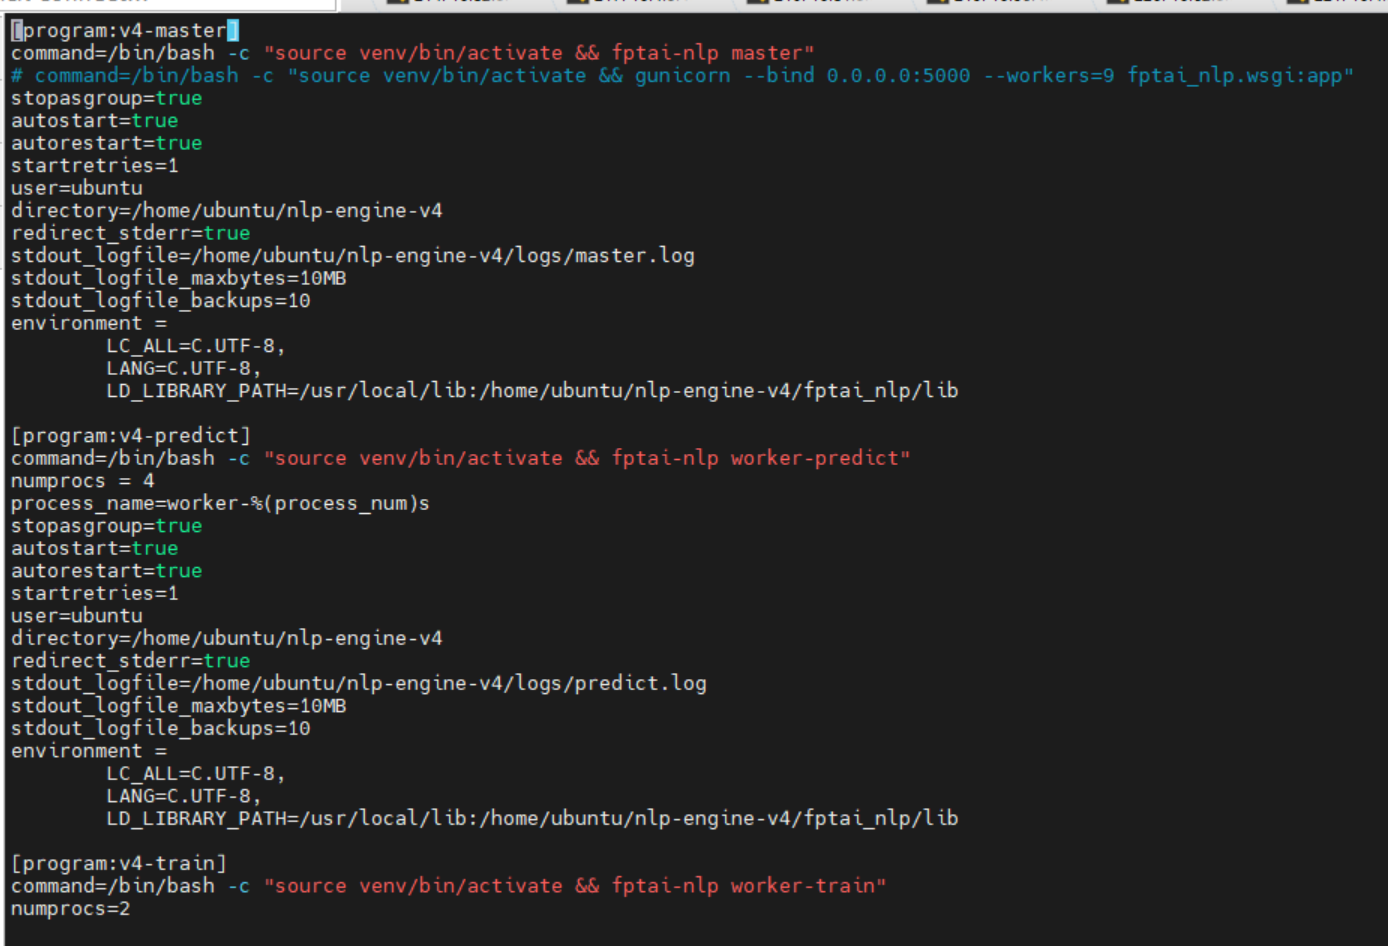 [program:v4-master]
command=/bin/bash -c "source venv/bin/activate && fptai-nlp master"
# command=/bin/bash -c "source venv/bin/activate && gunicorn --bind 0.0.0.0:5000 --workers=9 fptai_nlp.wsgi:app"
stopasgroup=true
autostart=true
autorestart=true
startretries=1
user=ubuntu
directory=/home/ubuntu/nlp-engine-v4
redirect_stderr=true
stdout_logfile=/home/ubuntu/nlp-engine-v4/logs/master.log
stdout_logfile_maxbytes=10MB
stdout_logfile_backups=10
environment =
        LC_ALL=C.UTF-8,
        LANG=C.UTF-8,
        LD_LIBRARY_PATH=/usr/local/lib:/home/ubuntu/nlp-engine-v4/fptai_nlp/lib
[program:v4-predict]
command=/bin/bash -c "source venv/bin/activate && fptai-nlp worker-predict"
numprocs = 4
process_name=worker-%(process_num)s
stopasgroup=true
autostart=true
autorestart=true
startretries=1
user=ubuntu
directory=/home/ubuntu/nlp-engine-v4
redirect_stderr=true
stdout_logfile=/home/ubuntu/nlp-engine-v4/logs/predict.log
stdout_logfile_maxbytes=10MB
stdout_logfile_backups=10
environment =
        LC_ALL=C.UTF-8,
        LANG=C.UTF-8,
        LD_LIBRARY_PATH=/usr/local/lib:/home/ubuntu/nlp-engine-v4/fptai_nlp/lib
[program:v4-train]
command=/bin/bash -c "source venv/bin/activate && fptai-nlp worker-train"
numprocs=2